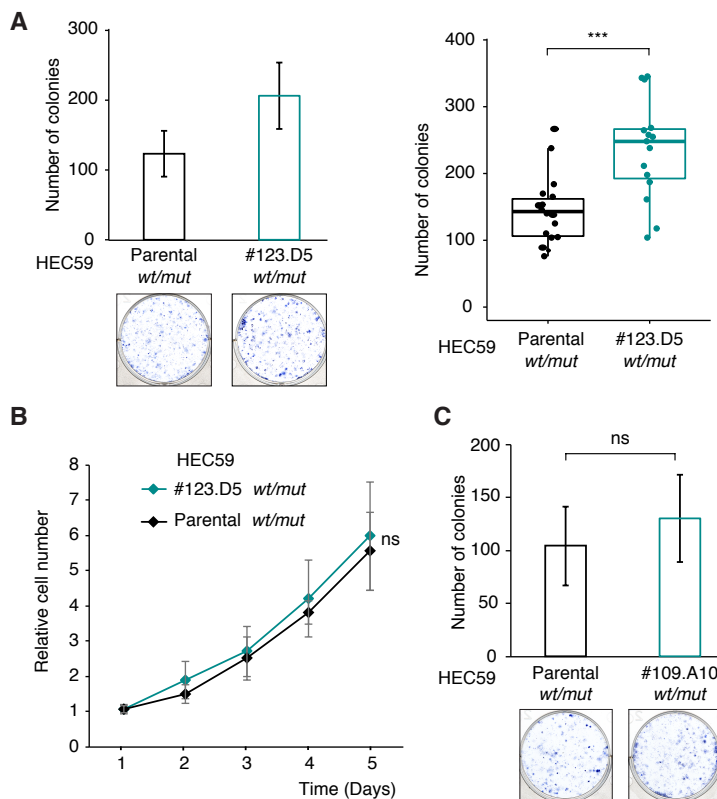 A
Number of colonies
300
200
100
0
HEC59
Parental
wt/mut
#123.D5
wt/mut
Number of colonies
400
300
200
100
0
***
HEC59
Parental
wt/mut
#123.D5
wt/mut
B
Relative cell number
8
7
6
5
4
3
2
1
0
HEC59
#123.D5 wt/mut
Parental wt/mut
ns
1 2 3 4 5
Time (Days)
C
Number of colonies
200
150
100
50
0
ns
HEC59
Parental
wt/mut
#109.A10
wt/mut